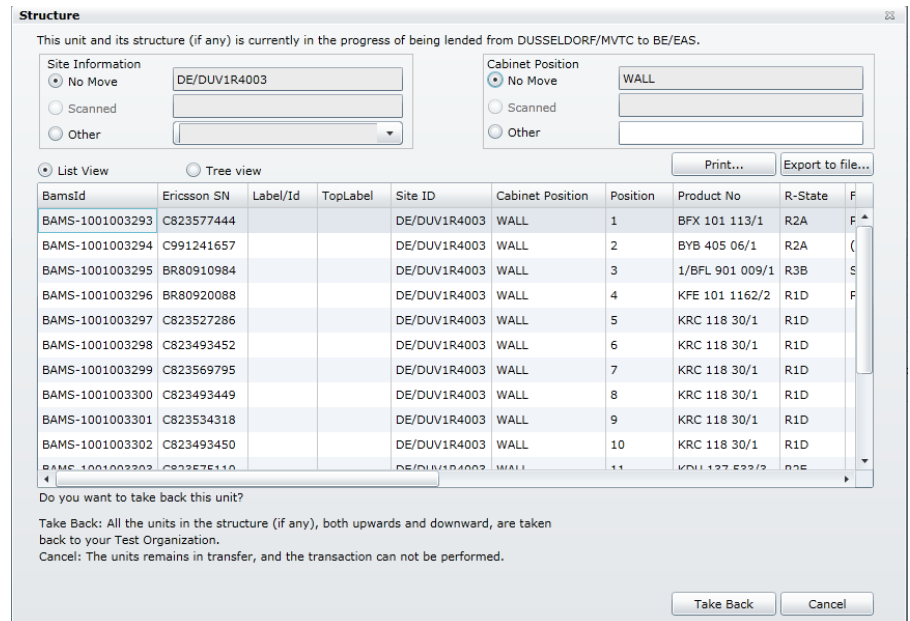 Structure
This unit and its structure (if any) is currently in the progress of being lended from DUSSELDORF/MVTC to BE/EAS.
Site Information
No Move DE/DUV1R4003
Scanned
Other
Cabinet Position
No Move WALL
Scanned
Other
List View Tree view Print... Export to file...
BamsId Ericsson SN Label/Id TopLabel Site ID Cabinet Position Position Product No R-State
BAMS-1001003293 C823577444 DE/DUV1R4003 WALL 1 BFX 101 113/1 R2A
BAMS-1001003294 C991241657 DE/DUV1R4003 WALL 2 BYB 405 06/1 R2A (
BAMS-1001003295 BR80910984 DE/DUV1R4003 WALL 3 1/BFL 901 009/1 R3B S
BAMS-1001003296 BR80920088 DE/DUV1R4003 WALL 4 KFE 101 1162/2 R1D
BAMS-1001003297 C823527286 DE/DUV1R4003 WALL 5 KRC 118 30/1 R1D
BAMS-1001003298 C823493452 DE/DUV1R4003 WALL 6 KRC 118 30/1 R1D
BAMS-1001003299 C823569795 DE/DUV1R4003 WALL 7 KRC 118 30/1 R1D
BAMS-1001003300 C823493449 DE/DUV1R4003 WALL 8 KRC 118 30/1 R1D
BAMS-1001003301 C823534318 DE/DUV1R4003 WALL 9 KRC 118 30/1 R1D
BAMS-1001003302 C823493450 DE/DUV1R4003 WALL 10 KRC 118 30/1 R1D
BAMS-1001003303 C823575110 DE/DUV1R4003 WALL 11 KDU 137 533/3
Do you want to take back this unit?
Take Back: All the units in the structure (if any), both upwards and downward, are taken
back to your Test Organization.
Cancel: The units remains in transfer, and the transaction can not be performed.
Take Back Cancel